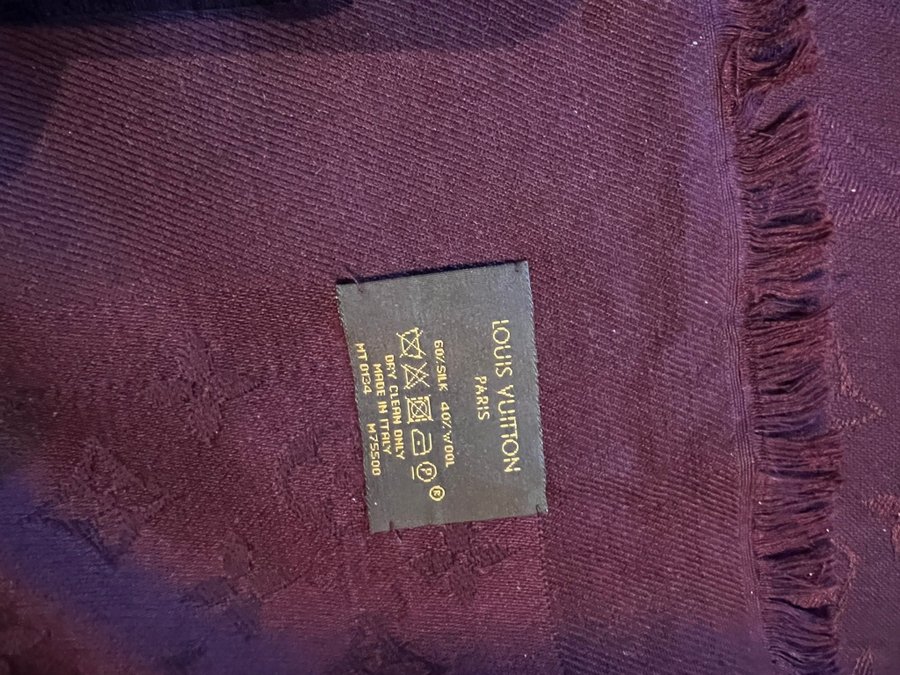 LOUIS VUITTON
PARIS
60% SILK 40% WOOL
P
DRY CLEAN ONLY
MADE IN ITALY
MT 0134 M75500